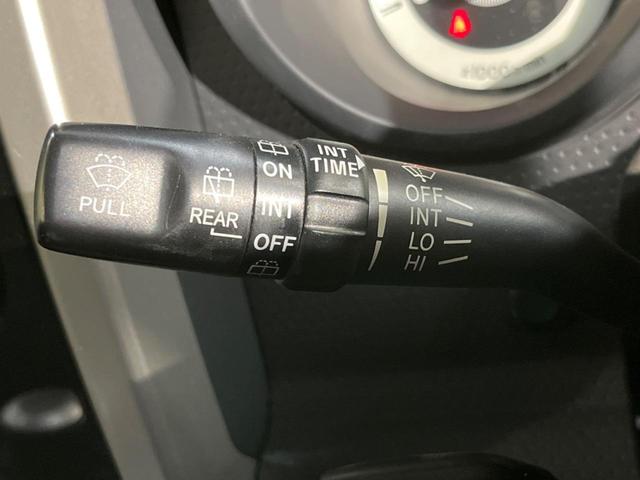 PULL
REAR
ON
INT
OFF
INT
TIME
OFF
INT
LO
HI